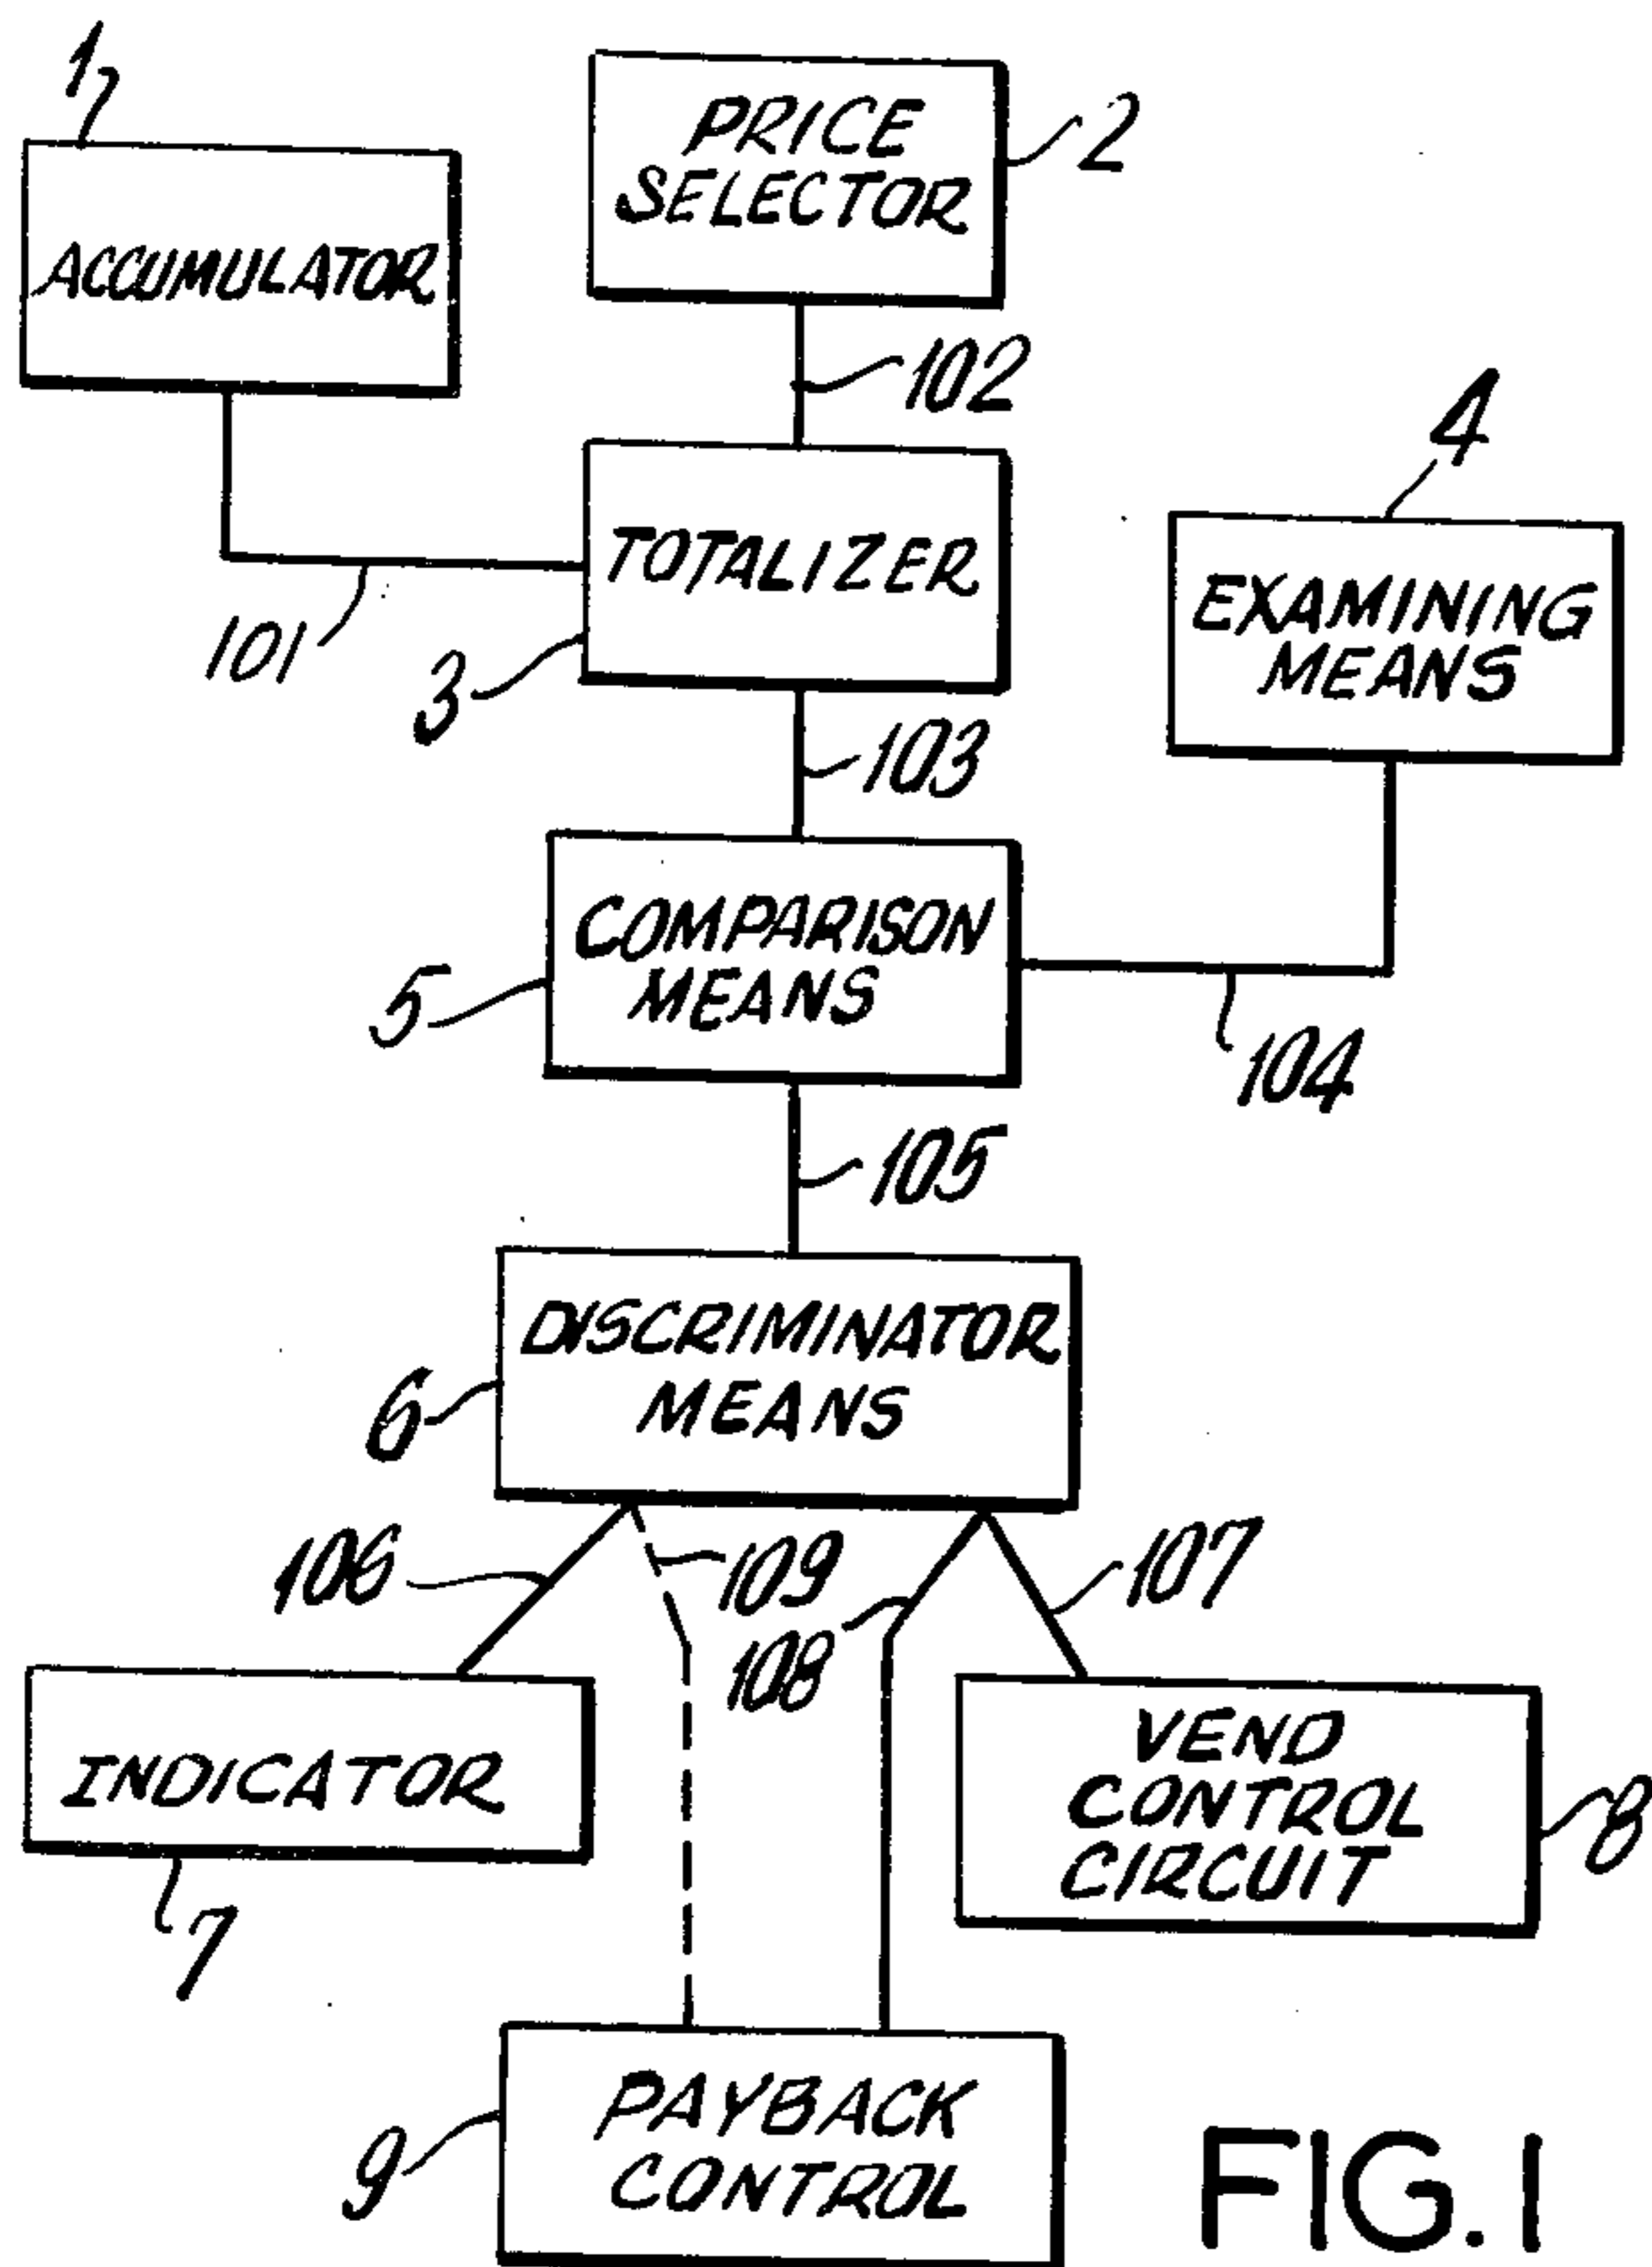 1
ACCUMULATOR
PRICE
SELECTOR
2
102
101
TOTALIZER
3
4
EXAMINING
MEANS
103
COMPARISON
MEANS
5
104
105
DISCRIMINATOR
MEANS
6
106
109
108
107
INDICATOR
7
VEND
CONTROL
CIRCUIT
8
PAYBACK
CONTROL
9
FIG. 1